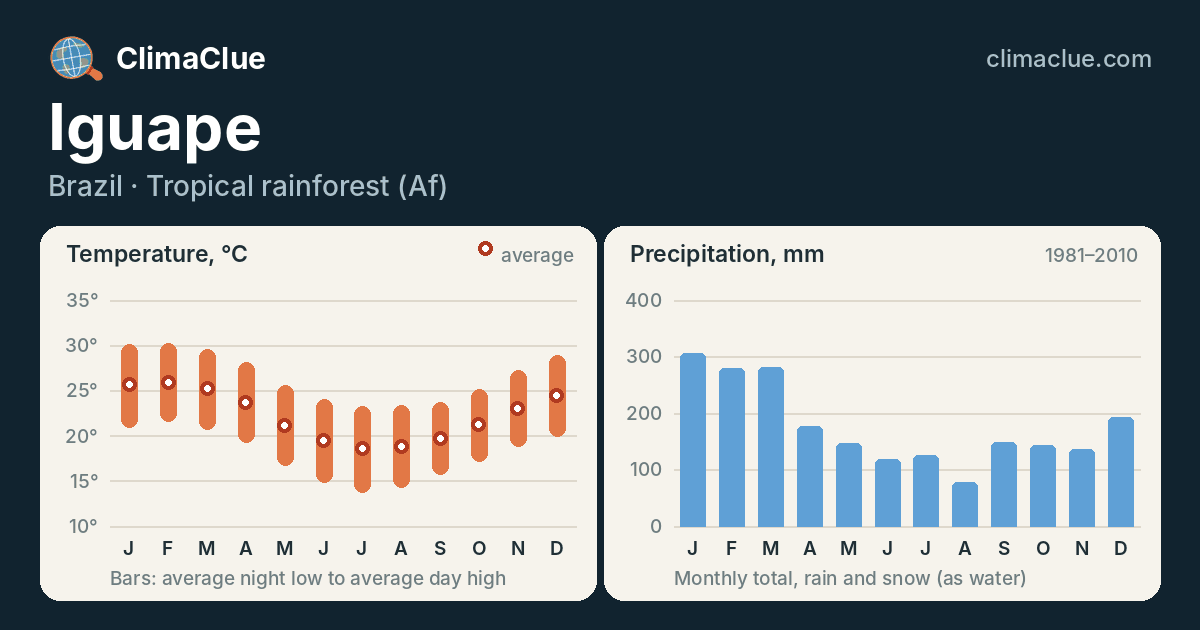 ClimaClue
climaclue.com
Iguape
Brazil · Tropical rainforest (Af)
Temperature, °C
average
35°
30°
25°
20°
15°
10°
J F M A M J J A S O N D
Bars: average night low to average day high
Precipitation, mm
1981–2010
400
300
200
100
0
J F M A M J J A S O N D
Monthly total, rain and snow (as water)